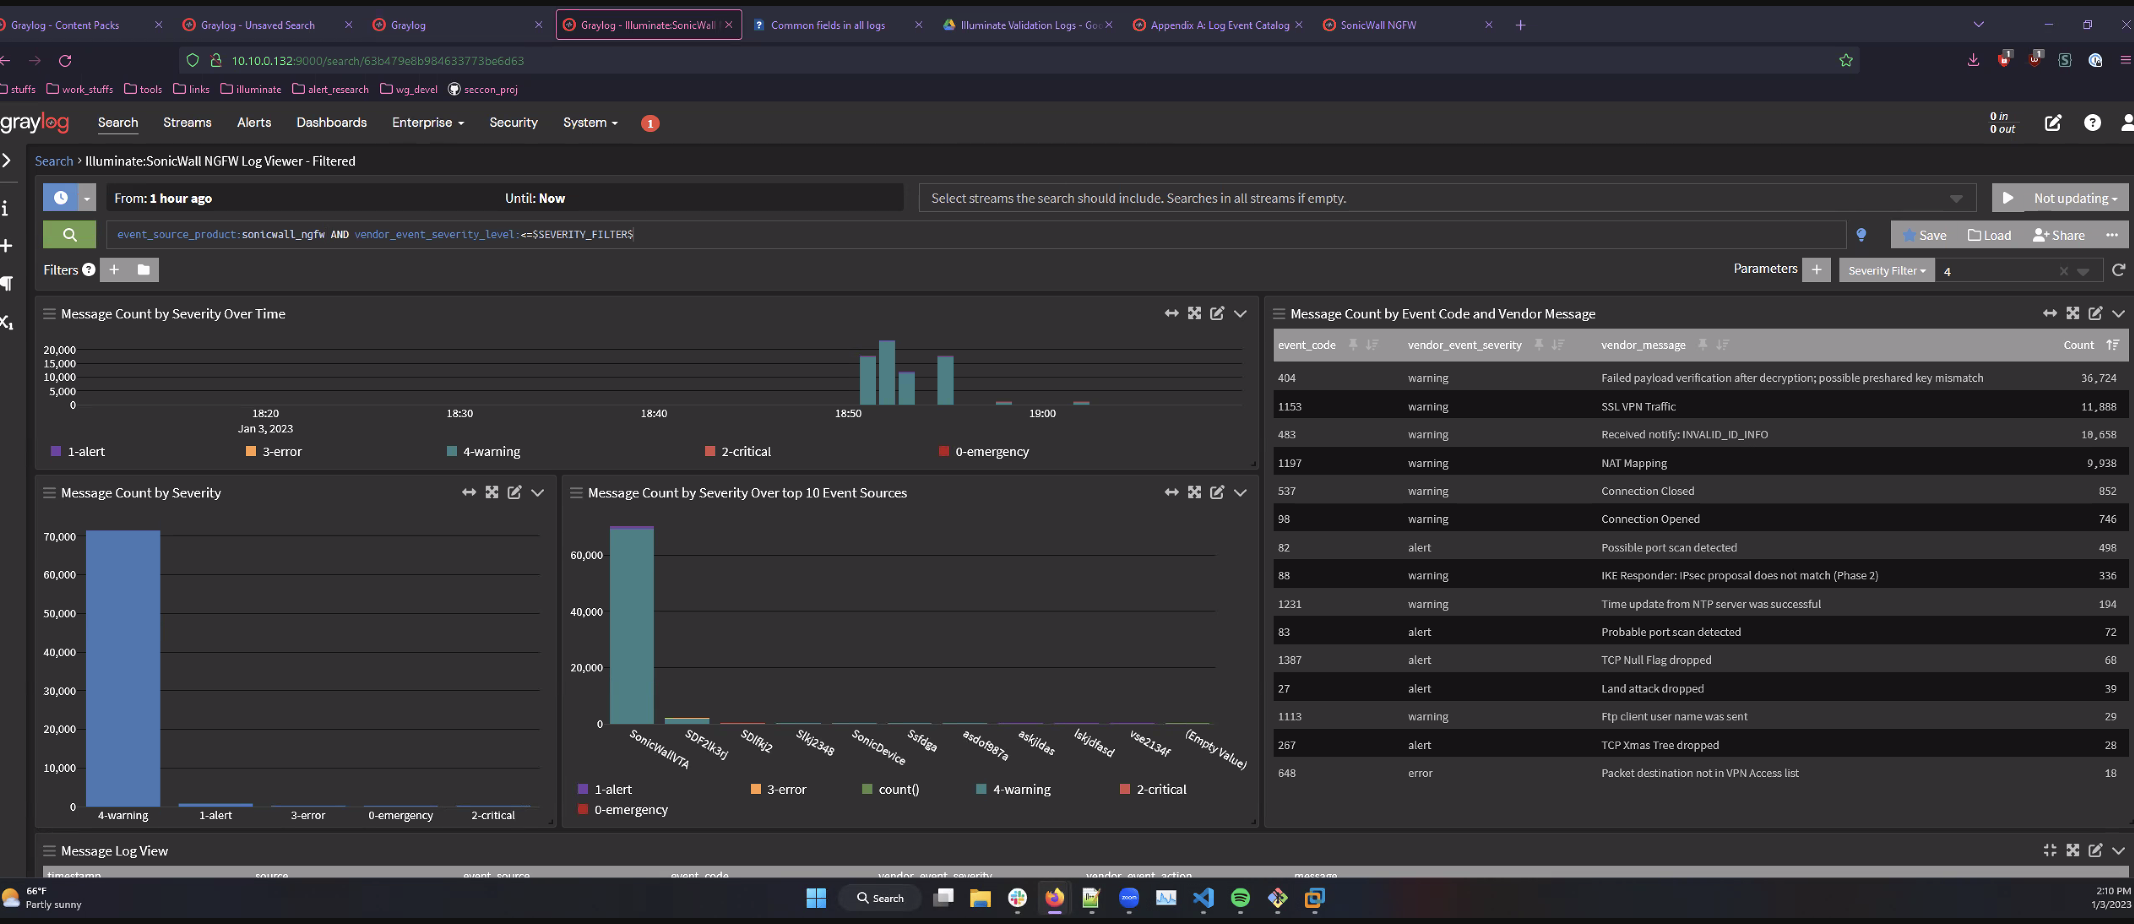 Graylog - Content Packs
Graylog - Unsaved Search
Graylog
Graylog - Illuminate:SonicWall
Common fields in all logs
Illuminate Validation Logs - Goo
Appendix A: Log Event Catalog
SonicWall NGFW
10.10.0.132:9000/search/63b479e8b984633773be6d63
1
1
stuffs
work_stuffs
tools
links
illuminate
alert_research
wg_devel
seccon_proj
graylog
Search
Streams
Alerts
Dashboards
Enterprise
Security
System
1
0 in
0 out
Search › Illuminate:SonicWall NGFW Log Viewer - Filtered
From: 1 hour ago
Until: Now
Select streams the search should include. Searches in all streams if empty.
Not updating
event_source_product:sonicwall_ngfw AND vendor_event_severity_level:<=$SEVERITY_FILTER$
Save
Load
Share
Filters
Parameters
Severity Filter
4
Message Count by Severity Over Time
20,000
15,000
10,000
5,000
0
18:20
18:30
18:40
18:50
19:00
Jan 3, 2023
1-alert
3-error
4-warning
2-critical
0-emergency
Message Count by Severity
70,000
60,000
50,000
40,000
30,000
20,000
10,000
0
4-warning
1-alert
3-error
0-emergency
2-critical
Message Count by Severity Over top 10 Event Sources
60,000
40,000
20,000
0
SonicWallVTA
SDF2lk3rj
SDlfkj2
Slkj2348
SonicDevice
Ssfdga
asdof987a
askjldas
lskjdfasd
vse2134f
(Empty Value)
1-alert
3-error
count()
4-warning
2-critical
0-emergency
Message Count by Event Code and Vendor Message
event_code vendor_event_severity vendor_message Count
404 warning Failed payload verification after decryption; possible preshared key mismatch 36,724
1153 warning SSL VPN Traffic 11,888
483 warning Received notify: INVALID_ID_INFO 10,658
1197 warning NAT Mapping 9,938
537 warning Connection Closed 852
98 warning Connection Opened 746
82 alert Possible port scan detected 498
88 warning IKE Responder: IPsec proposal does not match (Phase 2) 336
1231 warning Time update from NTP server was successful 194
83 alert Probable port scan detected 72
1387 alert TCP Null Flag dropped 68
27 alert Land attack dropped 39
1113 warning Ftp client user name was sent 29
267 alert TCP Xmas Tree dropped 28
648 error Packet destination not in VPN Access list 18
Message Log View
timestamp source event_source event_code vendor_event_severity vendor_event_action message
66°F
Partly sunny
Search
zoom
2:10 PM
1/3/2023